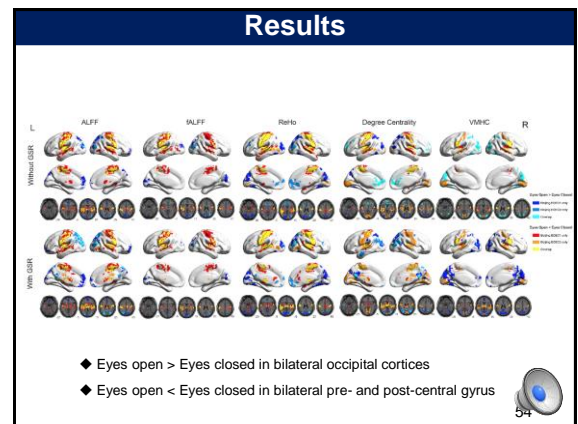 Results
ALFF fALFF ReHo Degree Centrality VMHC
L R
Without GSR
With GSR
◆ Eyes open > Eyes closed in bilateral occipital cortices
◆ Eyes open < Eyes closed in bilateral pre- and post-central gyrus
54